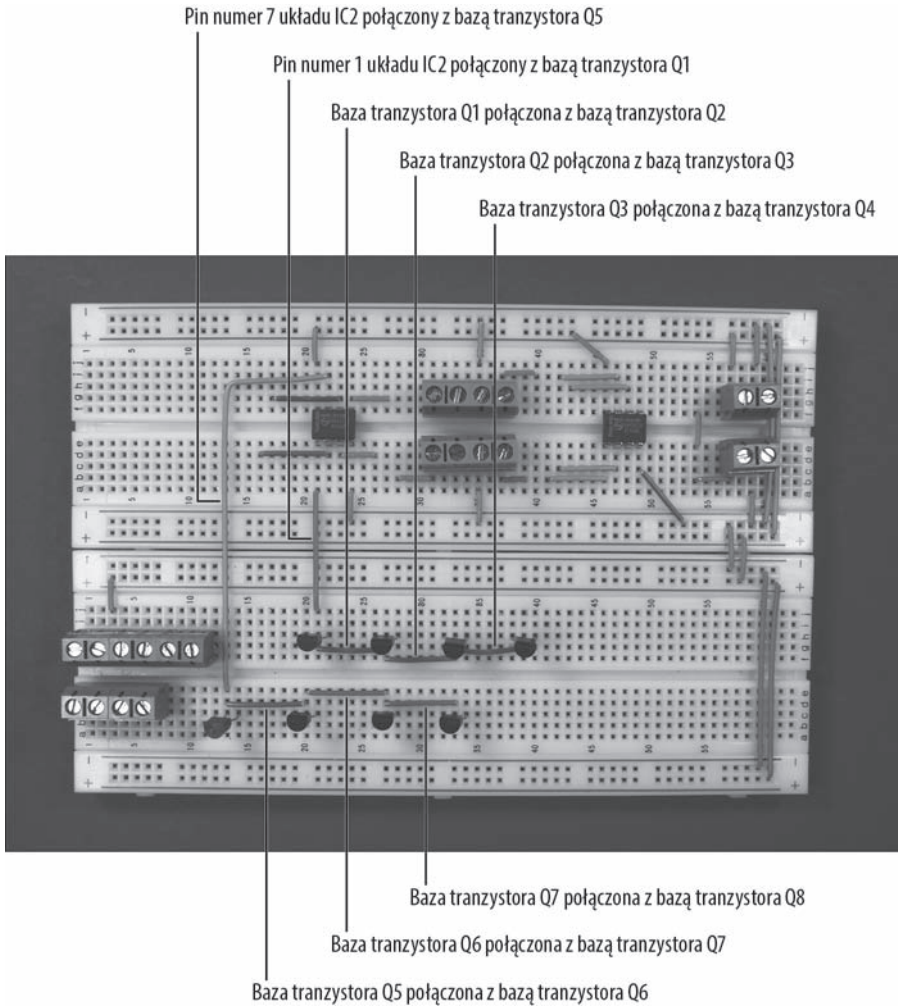 Pin numer 7 układu IC2 połączony z bazą tranzystora Q5
Pin numer 1 układu IC2 połączony z bazą tranzystora Q1
Baza tranzystora Q1 połączona z bazą tranzystora Q2
Baza tranzystora Q2 połączona z bazą tranzystora Q3
Baza tranzystora Q3 połączona z bazą tranzystora Q4
Baza tranzystora Q7 połączona z bazą tranzystora Q8
Baza tranzystora Q6 połączona z bazą tranzystora Q7
Baza tranzystora Q5 połączona z bazą tranzystora Q6